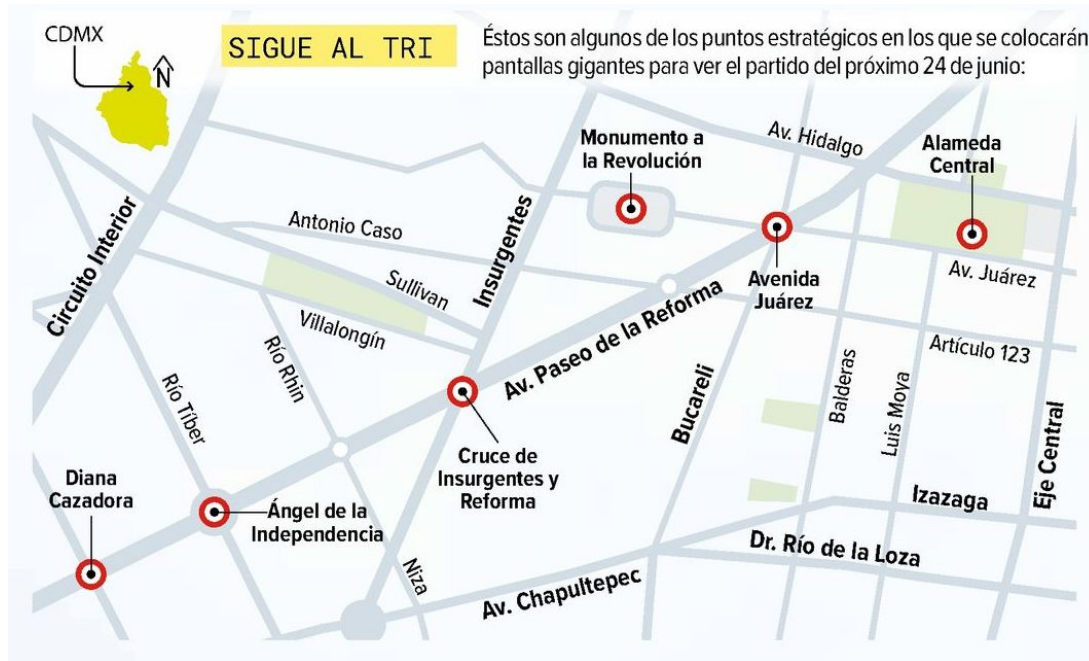 CDMX
N
SIGUE AL TRI
Éstos son algunos de los puntos estratégicos en los que se colocarán
pantallas gigantes para ver el partido del próximo 24 de junio:
Monumento a
la Revolución
Av. Hidalgo
Alameda
Central
Circuito Interior
Antonio Caso
Insurgentes
Sullivan
Villalongín
Avenida
Juárez
Av. Juárez
Av. Paseo de la Reforma
Artículo 123
Río Rhin
Río Tíber
Bucareli
Balderas
Luis Moya
Eje Central
Cruce de
Insurgentes y
Reforma
Diana
Cazadora
Ángel de la
Independencia
Izazaga
Dr. Río de la Loza
Niza
Av. Chapultepec